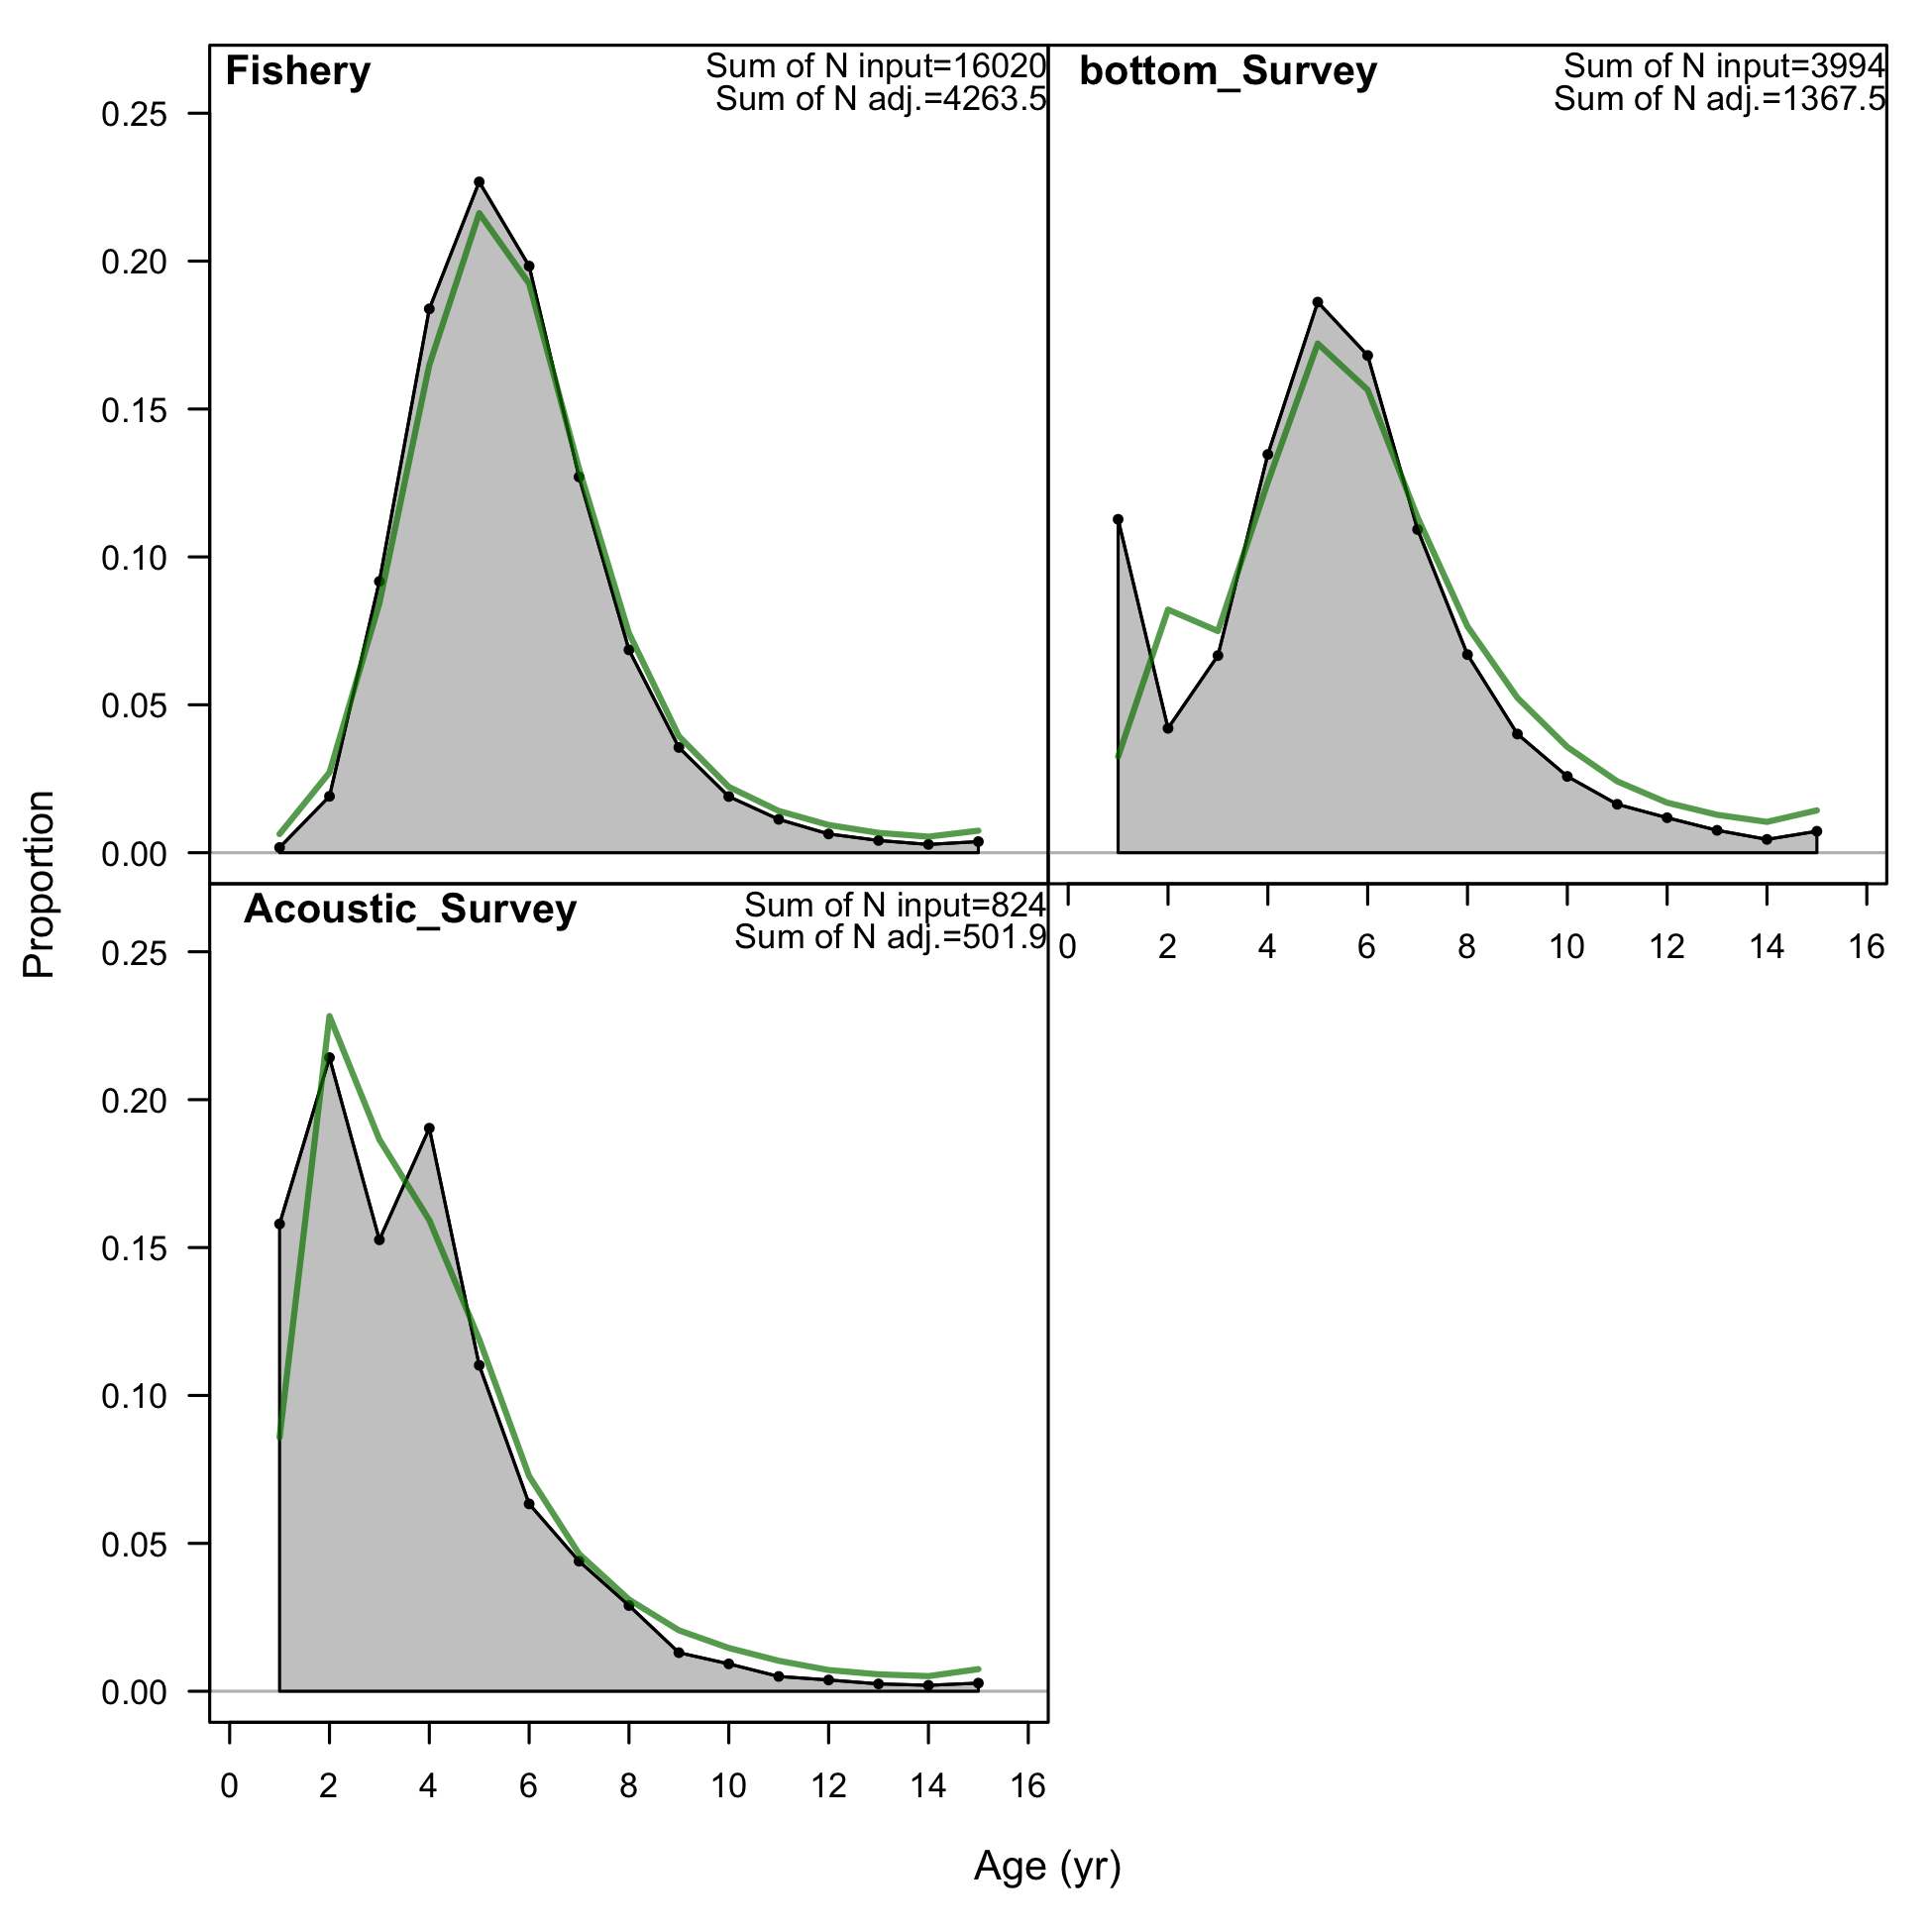 Fishery
Sum of N input=16020
Sum of N adj.=4263.5
bottom_Survey
Sum of N input=3994
Sum of N adj.=1367.5
0.25
0.20
0.15
0.10
0.05
0.00
0 2 4 6 8 10 12 14 16
Acoustic_Survey
Sum of N input=824
Sum of N adj.=501.9
0.25
0.20
0.15
0.10
0.05
0.00
0 2 4 6 8 10 12 14 16
Proportion
Age (yr)